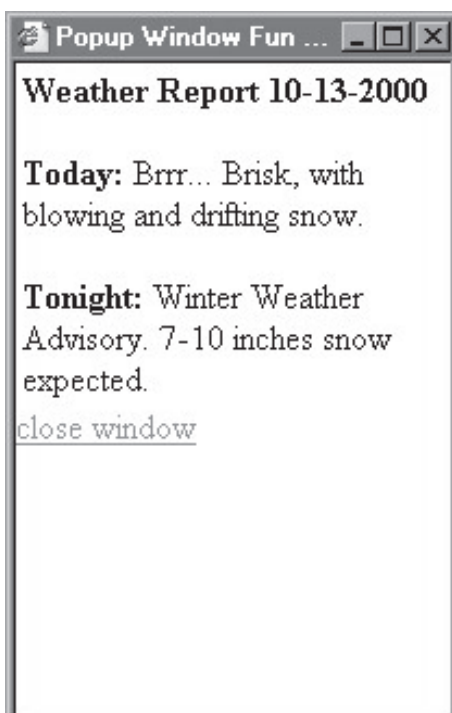 Popup Window Fun ...
Weather Report 10-13-2000
Today: Brrr... Brisk, with
blowing and drifting snow.
Tonight: Winter Weather
Advisory. 7-10 inches snow
expected.
close window